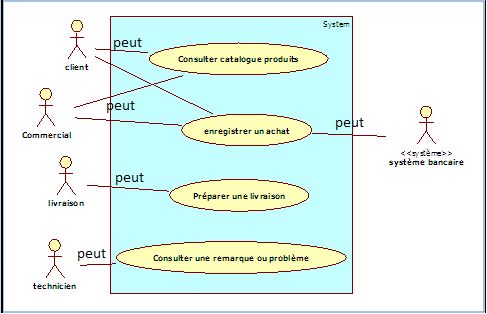 System
peut
client
Consulter catalogue produits
peut
Commercial
enregistrer un achat
peut
<<système>>
système bancaire
peut
livraison
Préparer une livraison
peut
technicien
Consulter une remarque ou problème